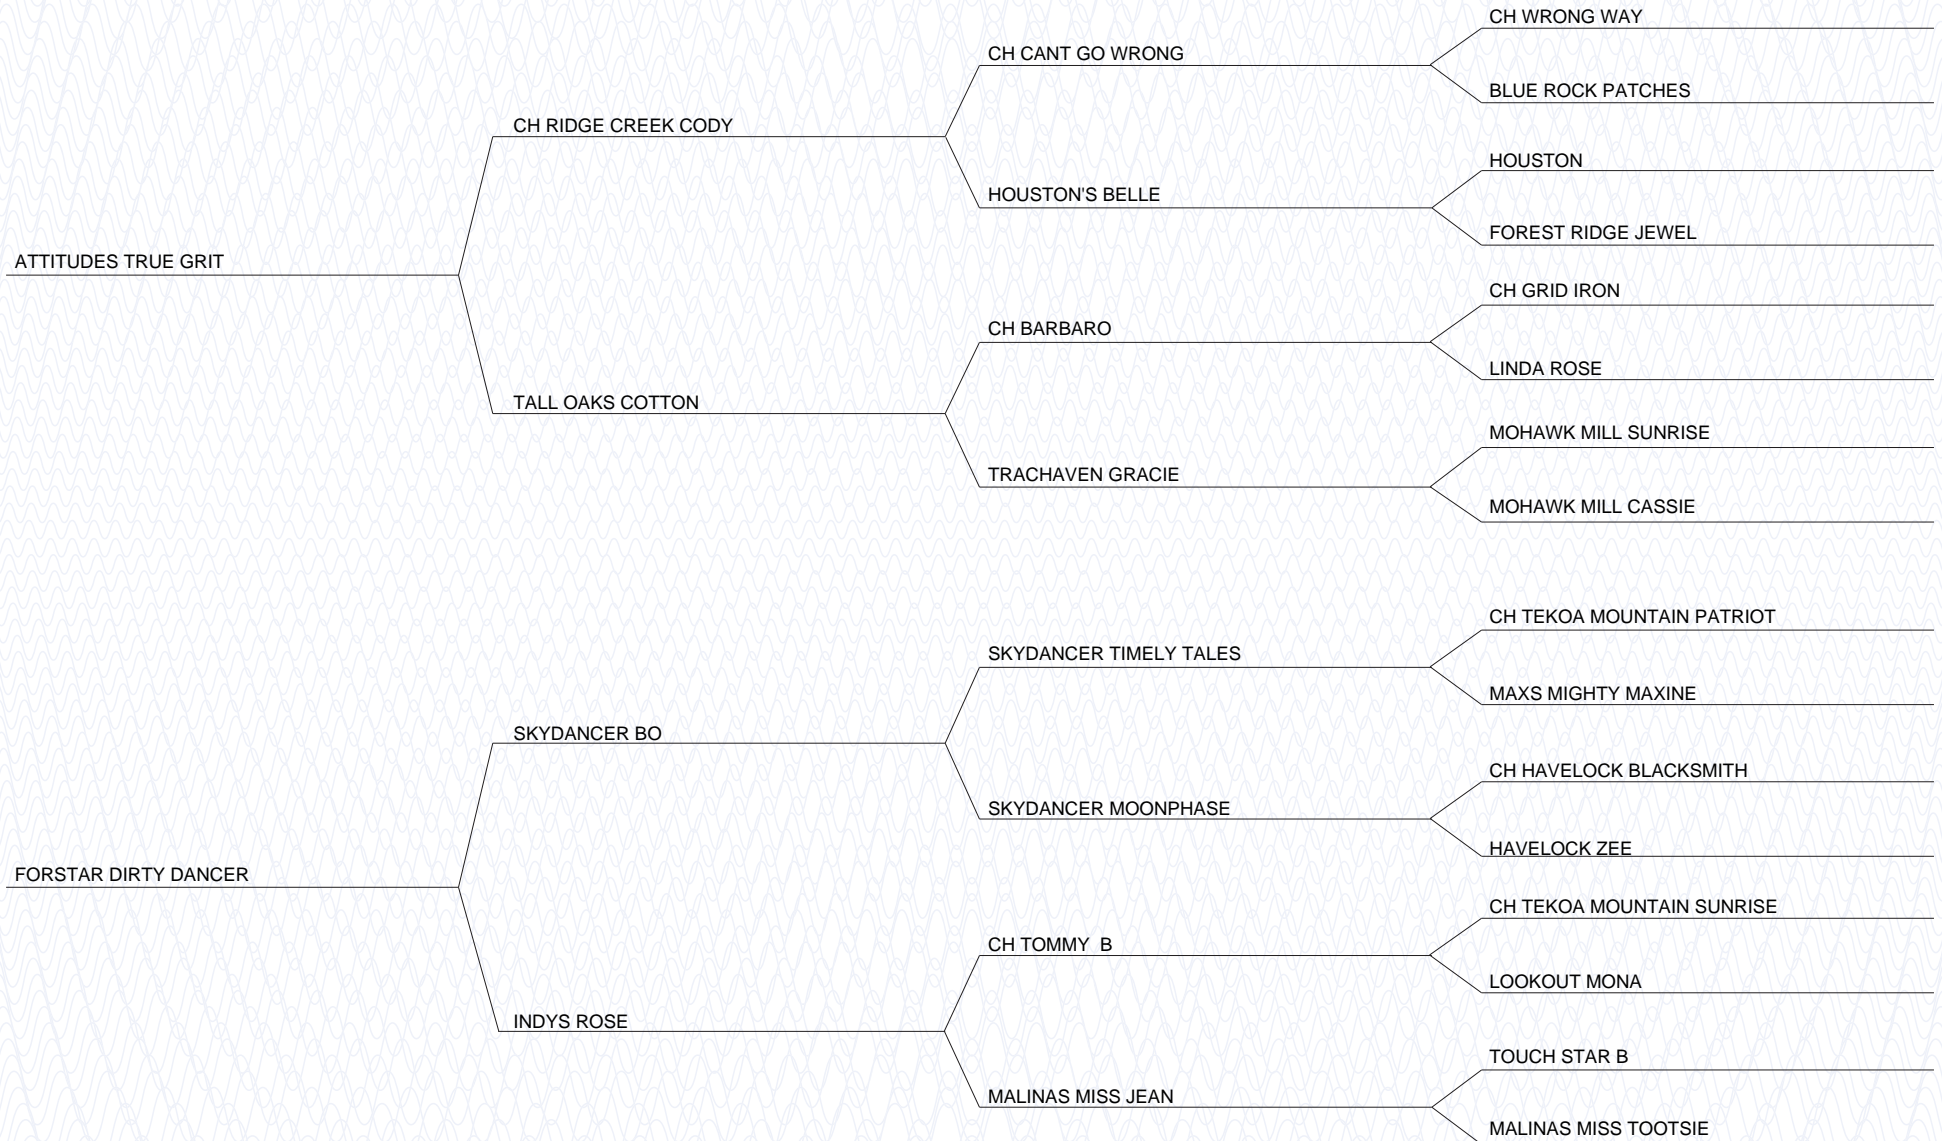 CH WRONG WAY
CH CANT GO WRONG
BLUE ROCK PATCHES
CH RIDGE CREEK CODY
HOUSTON
HOUSTON'S BELLE
FOREST RIDGE JEWEL
ATTITUDES TRUE GRIT
CH GRID IRON
CH BARBARO
LINDA ROSE
TALL OAKS COTTON
MOHAWK MILL SUNRISE
TRACHAVEN GRACIE
MOHAWK MILL CASSIE
CH TEKOA MOUNTAIN PATRIOT
SKYDANCER TIMELY TALES
MAXS MIGHTY MAXINE
SKYDANCER BO
CH HAVELOCK BLACKSMITH
SKYDANCER MOONPHASE
HAVELOCK ZEE
FORSTAR DIRTY DANCER
CH TEKOA MOUNTAIN SUNRISE
CH TOMMY  B
LOOKOUT MONA
INDYS ROSE
TOUCH STAR B
MALINAS MISS JEAN
MALINAS MISS TOOTSIE